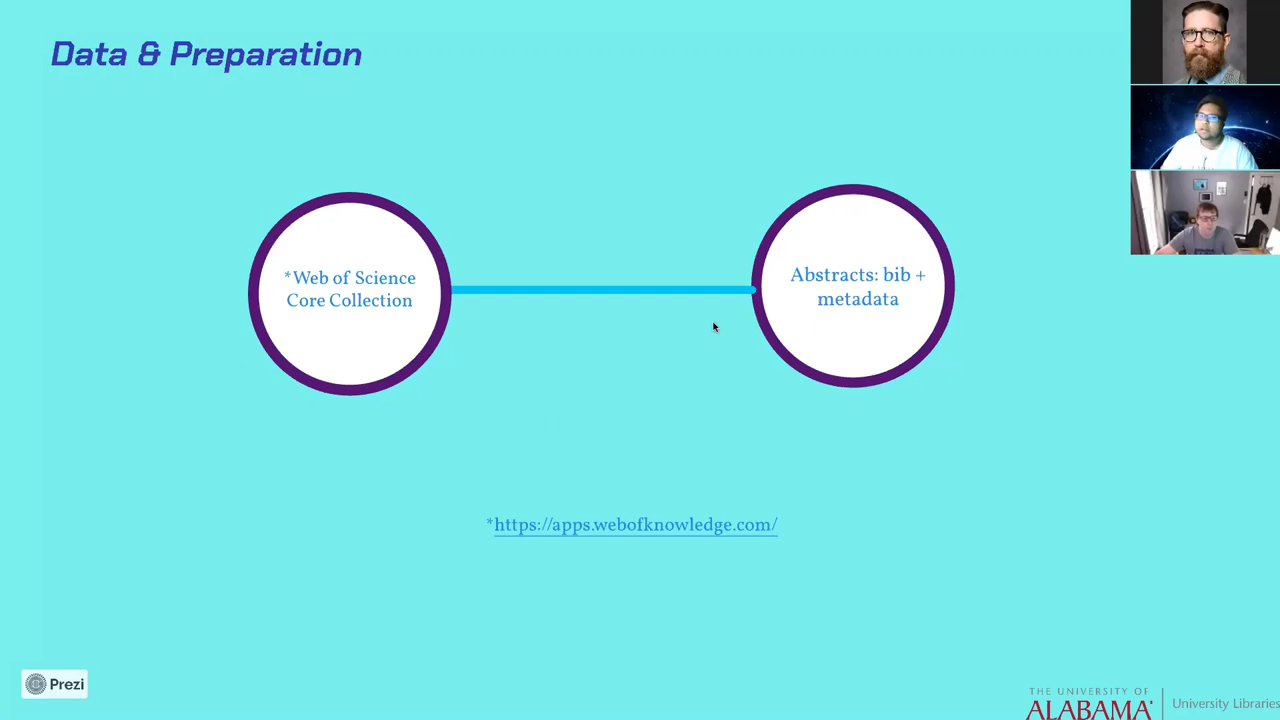 Data & Preparation
*Web of Science
Core Collection
Abstracts: bib +
metadata
*https://apps.webofknowledge.com/
Prezi
THE UNIVERSITY OF
ALABAMA
University Libraries